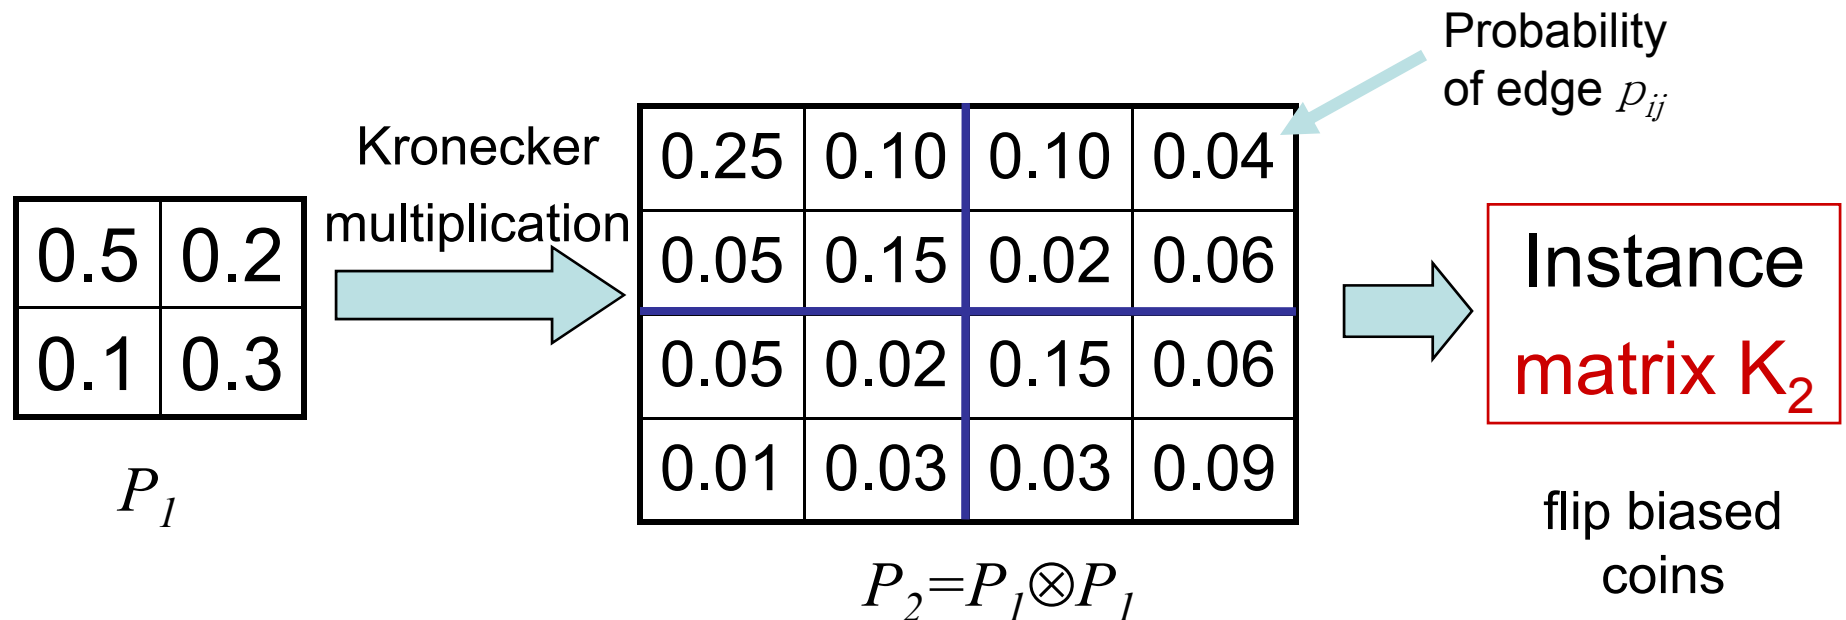 Probability
of edge p_ij
Kronecker
multiplication
0.5 0.2
0.1 0.3
P_1
0.25 0.10 0.10 0.04
0.05 0.15 0.02 0.06
0.05 0.02 0.15 0.06
0.01 0.03 0.03 0.09
P_2=P_1⊗P_1
Instance
matrix K_2
flip biased
coins